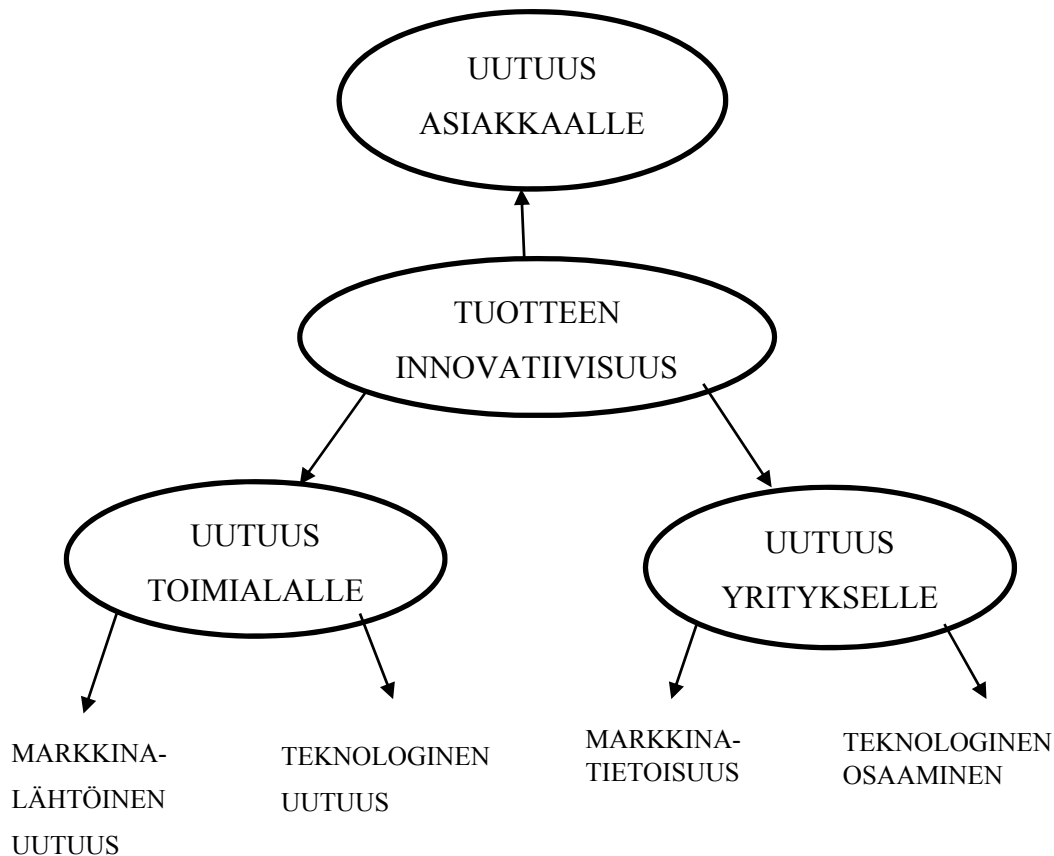 UUTUUS
ASIAKKAALLE
TUOTTEEN
INNOVATIIVISUUS
UUTUUS
TOIMIALALLE
UUTUUS
YRITYKSELLE
MARKKINA-
LÄHTÖINEN
UUTUUS
TEKNOLOGINEN
UUTUUS
MARKKINA-
TIETOISUUS
TEKNOLOGINEN
OSAAMINEN